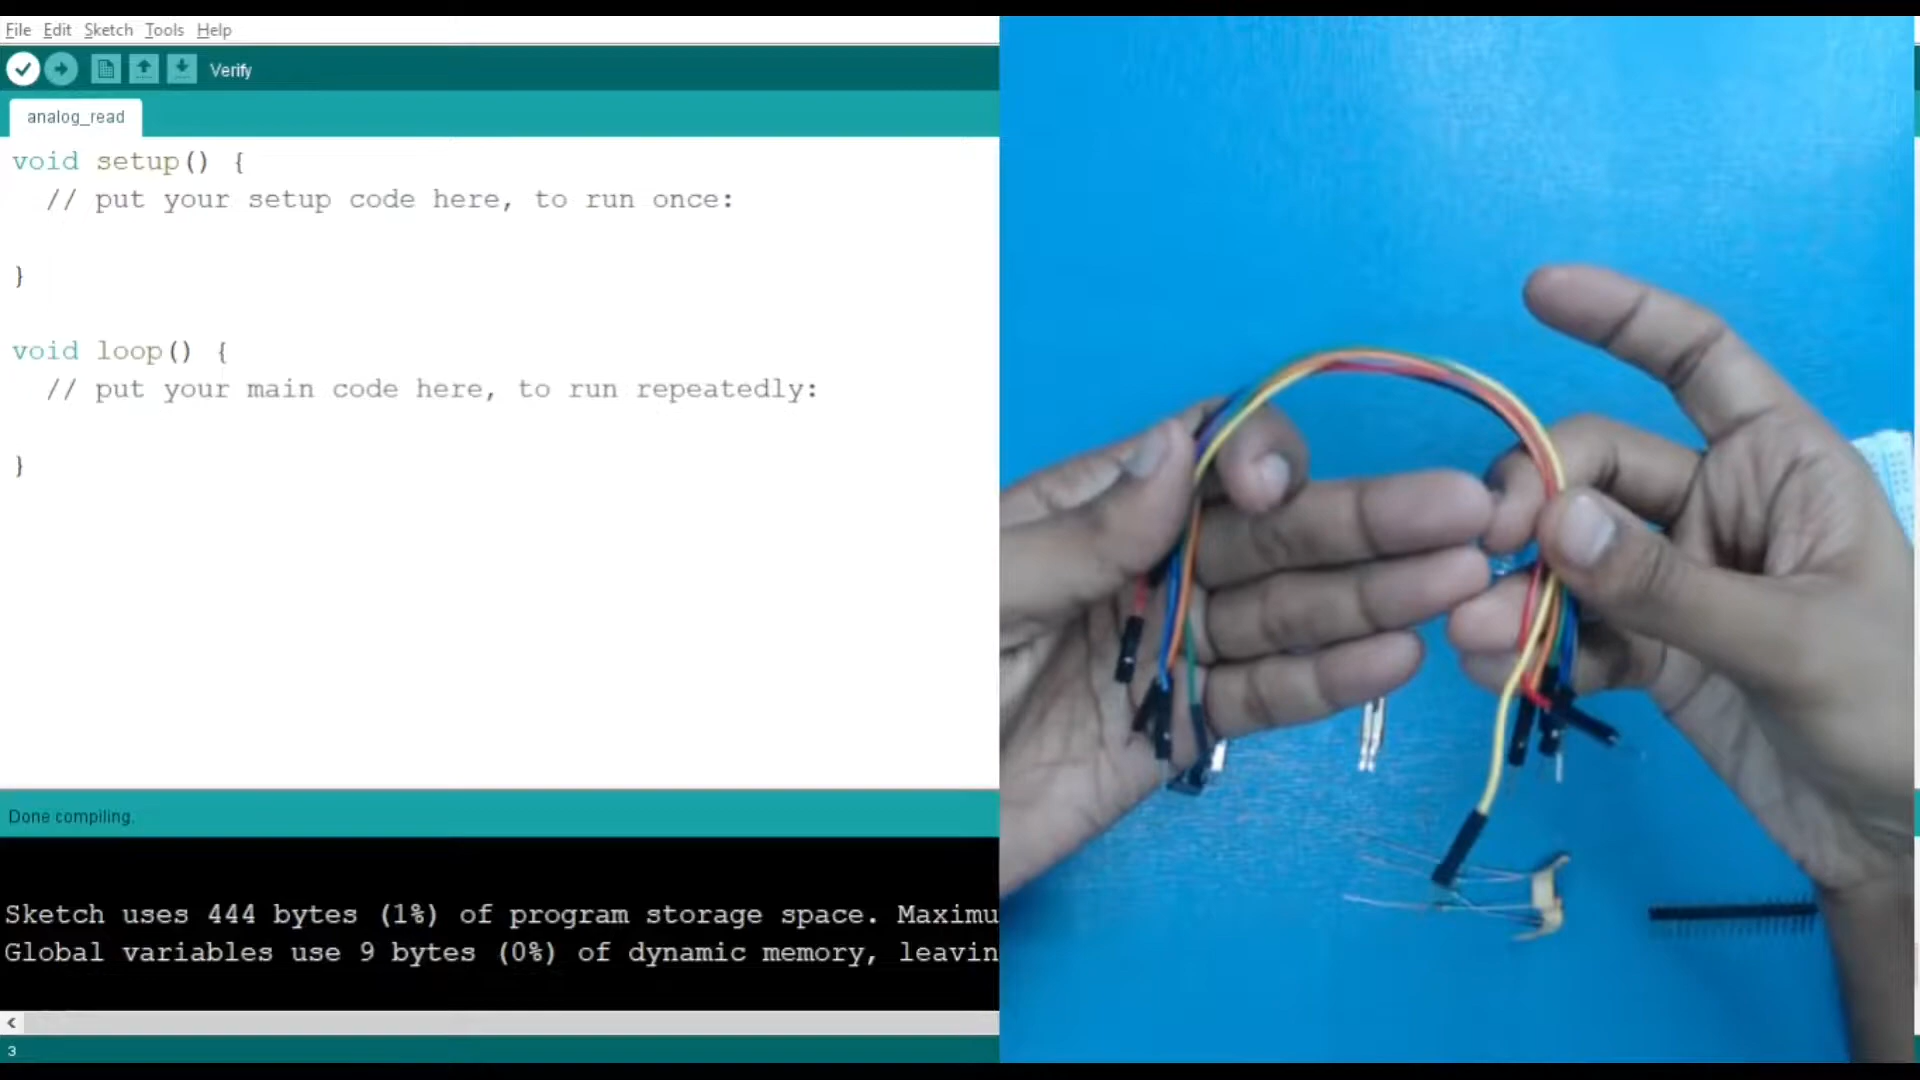 File Edit Sketch Tools Help
Verify
analog_read
void setup() {
// put your setup code here, to run once:
}
void loop() {
// put your main code here, to run repeatedly:
}
Done compiling.
Sketch uses 444 bytes (1%) of program storage space. Maximu
Global variables use 9 bytes (0%) of dynamic memory, leavin
3